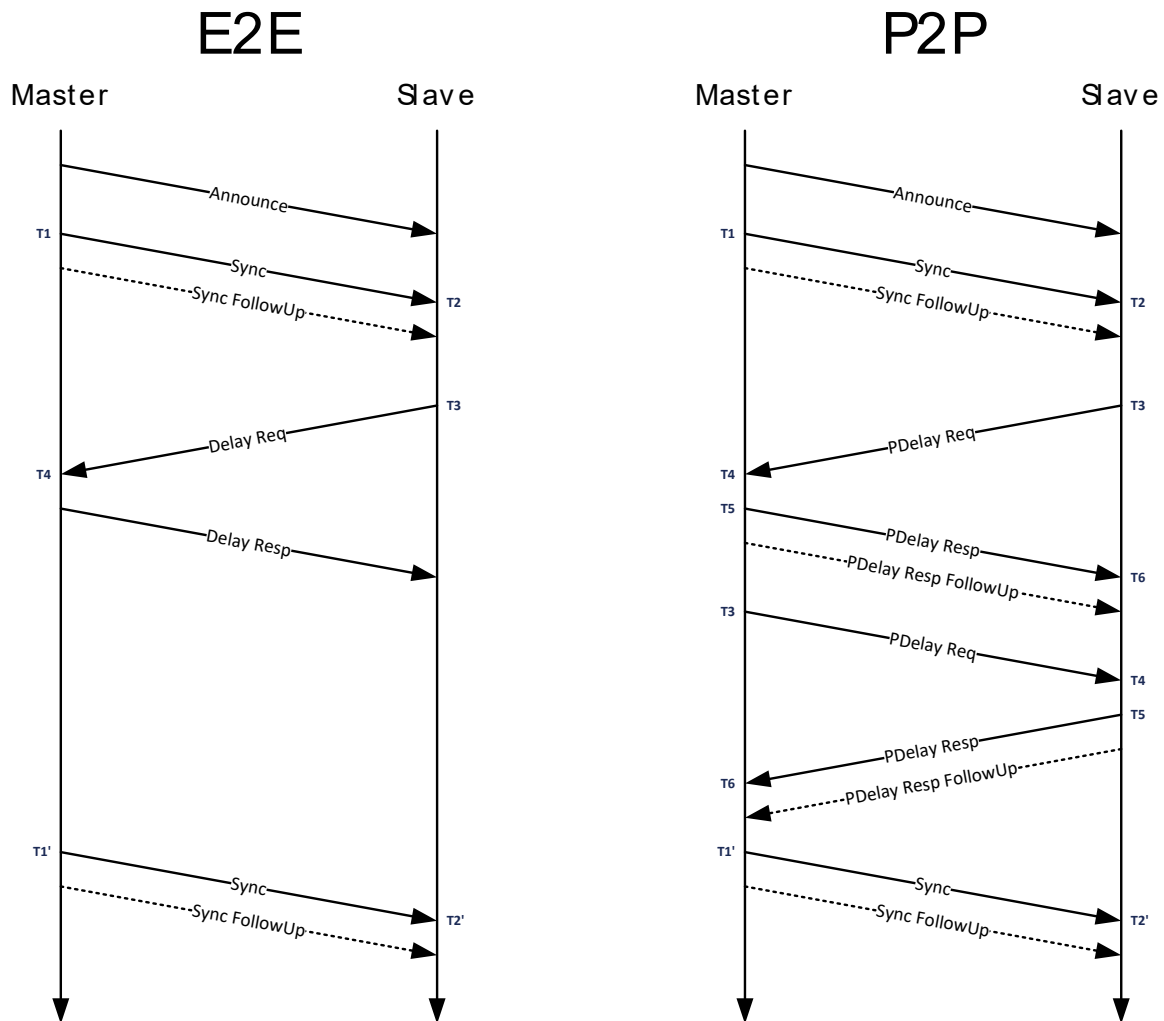 E2E
Master
Slave
Announce
T1
Sync
Sync FollowUp
T2
T3
Delay Req
T4
Delay Resp
T1'
Sync
Sync FollowUp
T2'
P2P
Master
Slave
Announce
T1
Sync
Sync FollowUp
T2
T3
PDelay Req
T4
T5
PDelay Resp
PDelay Resp FollowUp
T6
T3
PDelay Req
T4
T5
PDelay Resp
T6
PDelay Resp FollowUp
T1'
Sync
Sync FollowUp
T2'